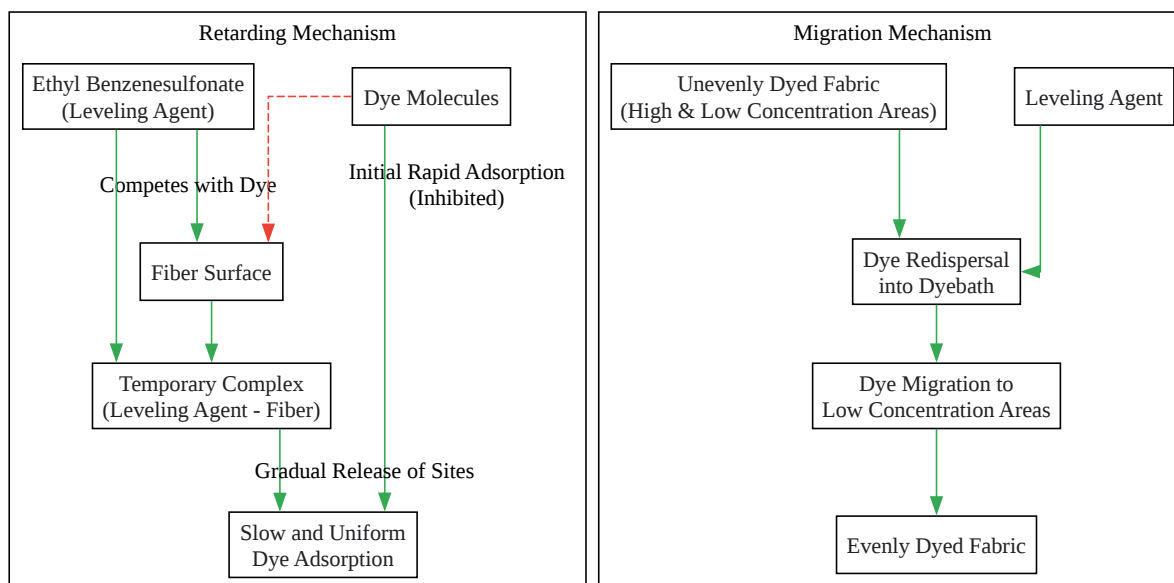 Retarding Mechanism
Ethyl Benzenesulfonate
(Leveling Agent)
Dye Molecules
Competes with Dye
Initial Rapid Adsorption
(Inhibited)
Fiber Surface
Temporary Complex
(Leveling Agent - Fiber)
Gradual Release of Sites
Slow and Uniform
Dye Adsorption
Migration Mechanism
Unevenly Dyed Fabric
(High & Low Concentration Areas)
Leveling Agent
Dye Redispersal
into Dyebath
Dye Migration to
Low Concentration Areas
Evenly Dyed Fabric